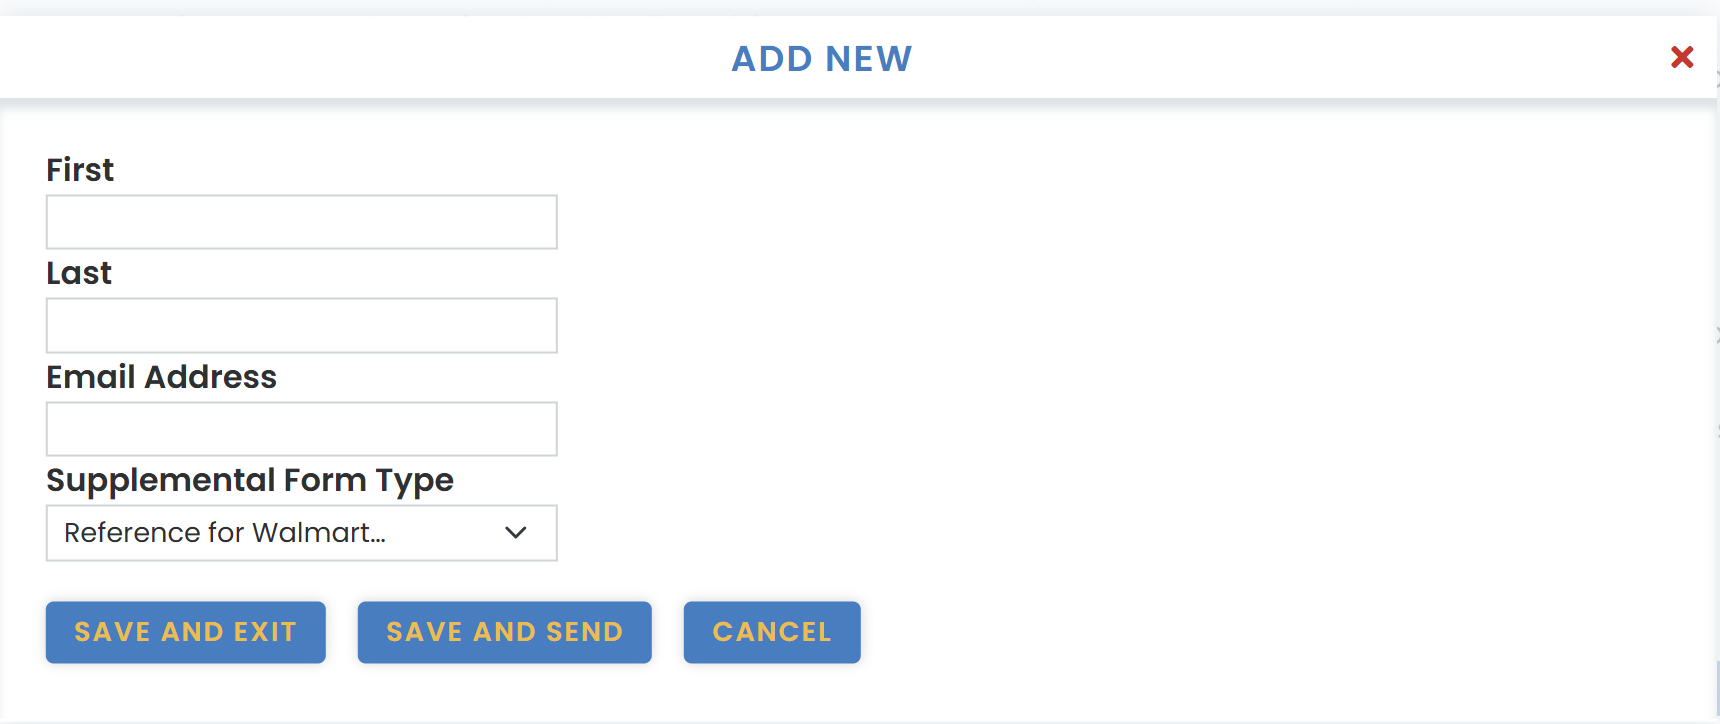 ADD NEW
First
Last
Email Address
Supplemental Form Type
Reference for Walmart...
SAVE AND EXIT
SAVE AND SEND
CANCEL